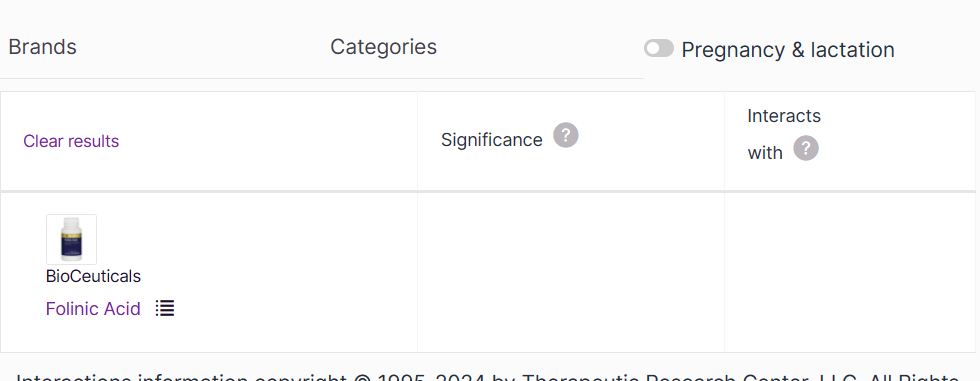 Brands Categories Pregnancy & lactation
Clear results Significance ? Interacts
with ?
BioCeuticals
Folinic Acid
Interactions information copyright © 1995-2024 by Therapeutic Research Center, LLC. All Rights